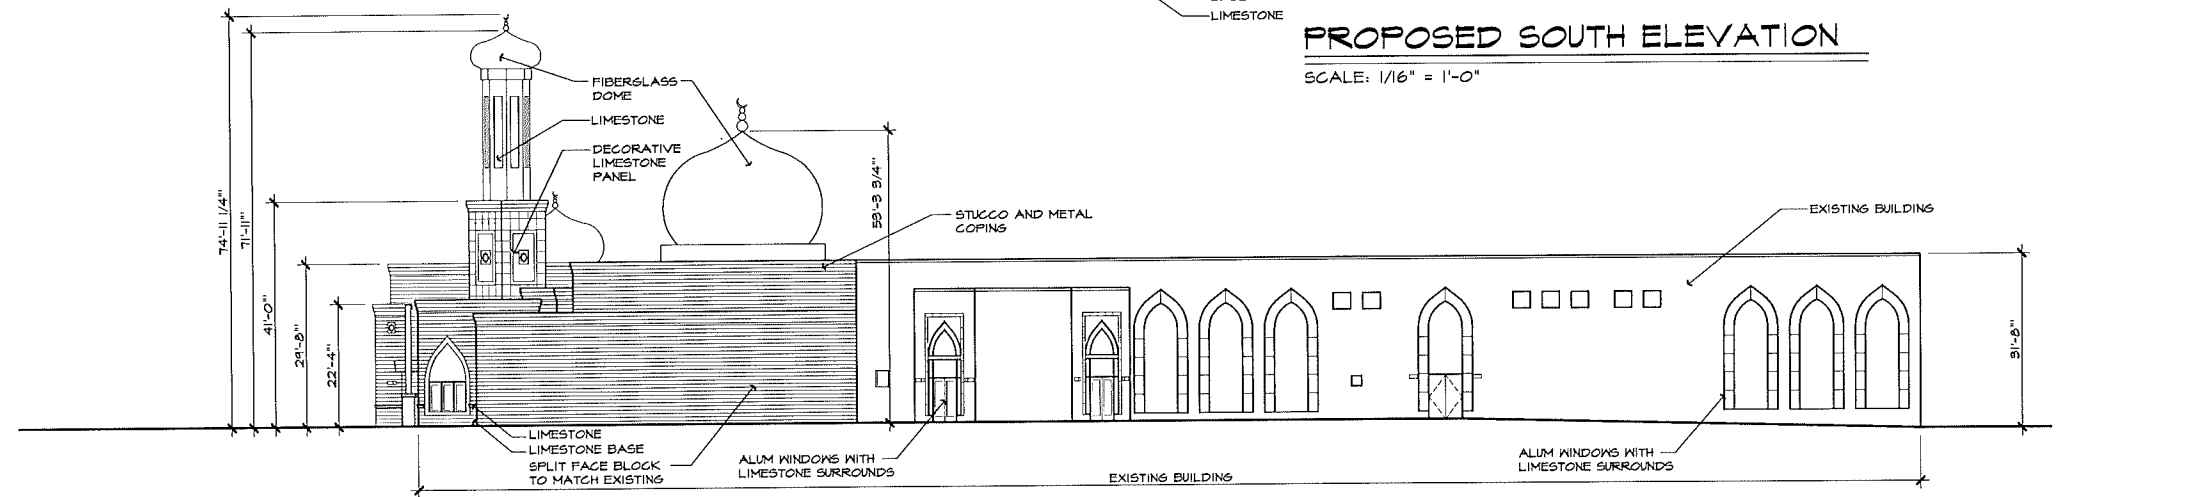 LIMESTONE
PROPOSED SOUTH ELEVATION
SCALE: 1/16" = 1'-0"
FIBERGLASS
DOME
LIMESTONE
DECORATIVE
LIMESTONE
PANEL
74'-11 1/4"
71'-11"
41'-0"
29'-8"
22'-4"
53'-3 3/4"
STUCCO AND METAL
COPING
EXISTING BUILDING
31'-8"
LIMESTONE
LIMESTONE BASE
SPLIT FACE BLOCK
TO MATCH EXISTING
ALUM WINDOWS WITH
LIMESTONE SURROUNDS
ALUM WINDOWS WITH
LIMESTONE SURROUNDS
EXISTING BUILDING